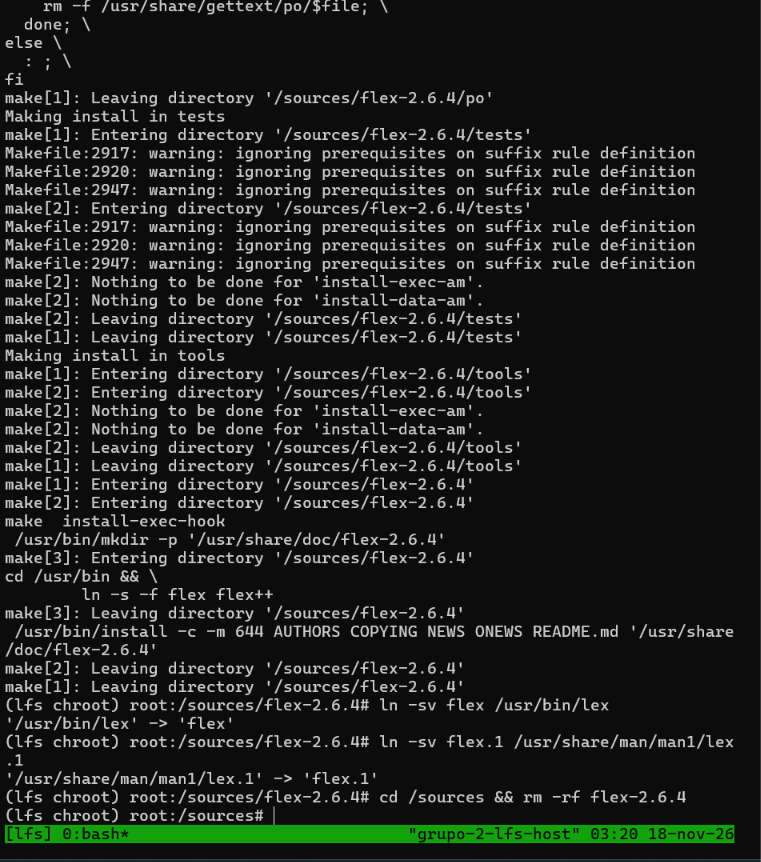 rm -f /usr/share/gettext/po/$file; \
  done; \
else \
  : ; \
fi
make[1]: Leaving directory '/sources/flex-2.6.4/po'
Making install in tests
make[1]: Entering directory '/sources/flex-2.6.4/tests'
Makefile:2917: warning: ignoring prerequisites on suffix rule definition
Makefile:2920: warning: ignoring prerequisites on suffix rule definition
Makefile:2947: warning: ignoring prerequisites on suffix rule definition
make[2]: Entering directory '/sources/flex-2.6.4/tests'
Makefile:2917: warning: ignoring prerequisites on suffix rule definition
Makefile:2920: warning: ignoring prerequisites on suffix rule definition
Makefile:2947: warning: ignoring prerequisites on suffix rule definition
make[2]: Nothing to be done for 'install-exec-am'.
make[2]: Nothing to be done for 'install-data-am'.
make[2]: Leaving directory '/sources/flex-2.6.4/tests'
make[1]: Leaving directory '/sources/flex-2.6.4/tests'
Making install in tools
make[1]: Entering directory '/sources/flex-2.6.4/tools'
make[2]: Entering directory '/sources/flex-2.6.4/tools'
make[2]: Nothing to be done for 'install-exec-am'.
make[2]: Nothing to be done for 'install-data-am'.
make[2]: Leaving directory '/sources/flex-2.6.4/tools'
make[1]: Leaving directory '/sources/flex-2.6.4/tools'
make[1]: Entering directory '/sources/flex-2.6.4'
make[2]: Entering directory '/sources/flex-2.6.4'
make  install-exec-hook
 /usr/bin/mkdir -p '/usr/share/doc/flex-2.6.4'
make[3]: Entering directory '/sources/flex-2.6.4'
cd /usr/bin && \
        ln -s -f flex flex++
make[3]: Leaving directory '/sources/flex-2.6.4'
 /usr/bin/install -c -m 644 AUTHORS COPYING NEWS ONEWS README.md '/usr/share
/doc/flex-2.6.4'
make[2]: Leaving directory '/sources/flex-2.6.4'
make[1]: Leaving directory '/sources/flex-2.6.4'
(lfs chroot) root:/sources/flex-2.6.4# ln -sv flex /usr/bin/lex
'/usr/bin/lex' -> 'flex'
(lfs chroot) root:/sources/flex-2.6.4# ln -sv flex.1 /usr/share/man/man1/lex
.1
'/usr/share/man/man1/lex.1' -> 'flex.1'
(lfs chroot) root:/sources/flex-2.6.4# cd /sources && rm -rf flex-2.6.4
(lfs chroot) root:/sources#
[lfs] 0:bash* "grupo-2-lfs-host" 03:20 18-nov-26